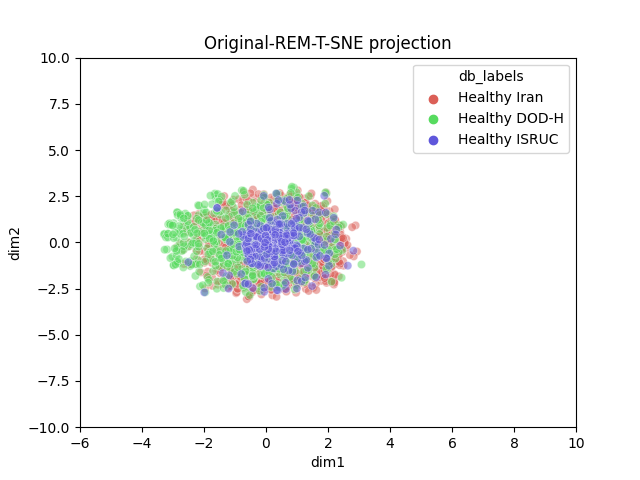 Original-REM-T-SNE projection
db_labels
Healthy Iran
Healthy DOD-H
Healthy ISRUC
10.0
7.5
5.0
2.5
0.0
−2.5
−5.0
−7.5
−10.0
dim2
−6 −4 −2 0 2 4 6 8 10
dim1